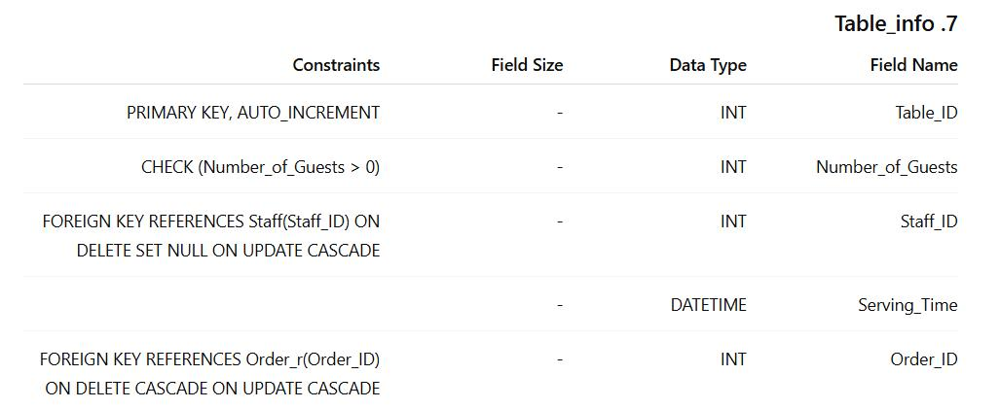 Table_info .7
Field Name Data Type Field Size Constraints
Table_ID INT - PRIMARY KEY, AUTO_INCREMENT
Number_of_Guests INT - CHECK (Number_of_Guests > 0)
Staff_ID INT - FOREIGN KEY REFERENCES Staff(Staff_ID) ON
DELETE SET NULL ON UPDATE CASCADE
Serving_Time DATETIME -
Order_ID INT - FOREIGN KEY REFERENCES Order_r(Order_ID)
ON DELETE CASCADE ON UPDATE CASCADE